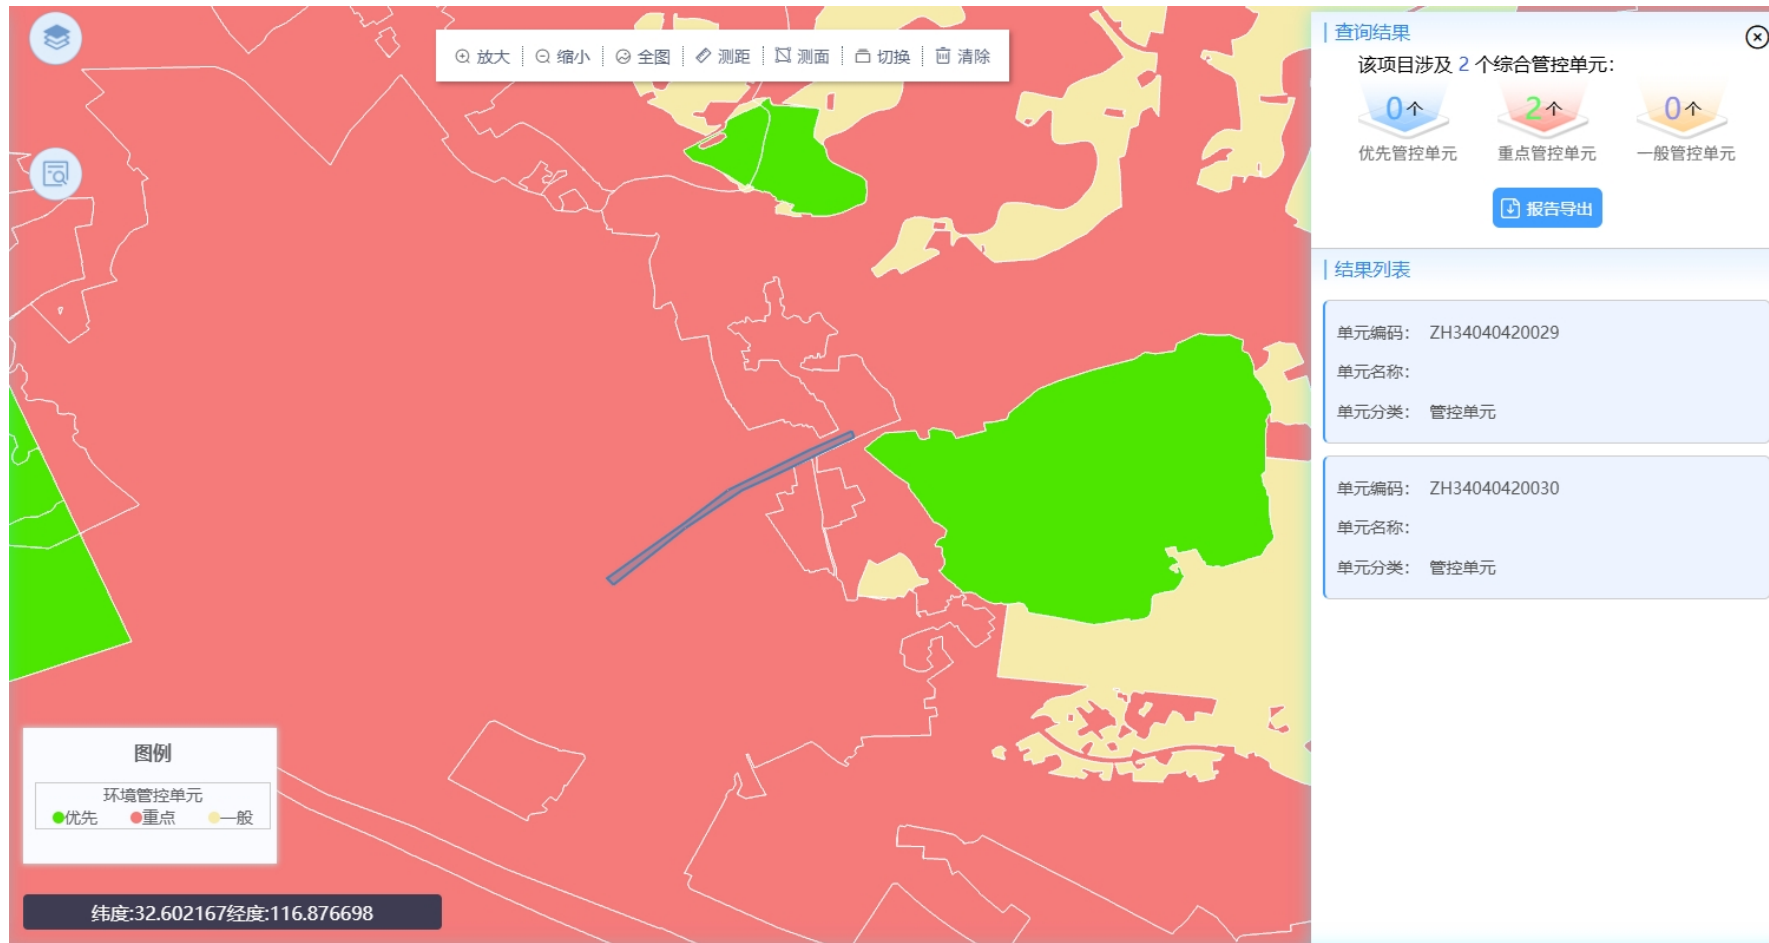 放大 缩小 全图 测距 测面 切换 清除
查询结果
该项目涉及 2 个综合管控单元：
0个 2个 0个
优先管控单元 重点管控单元 一般管控单元
报告导出
结果列表
单元编码： ZH34040420029
单元名称：
单元分类： 管控单元
单元编码： ZH34040420030
单元名称：
单元分类： 管控单元
图例
环境管控单元
优先 重点 一般
纬度:32.602167经度:116.876698